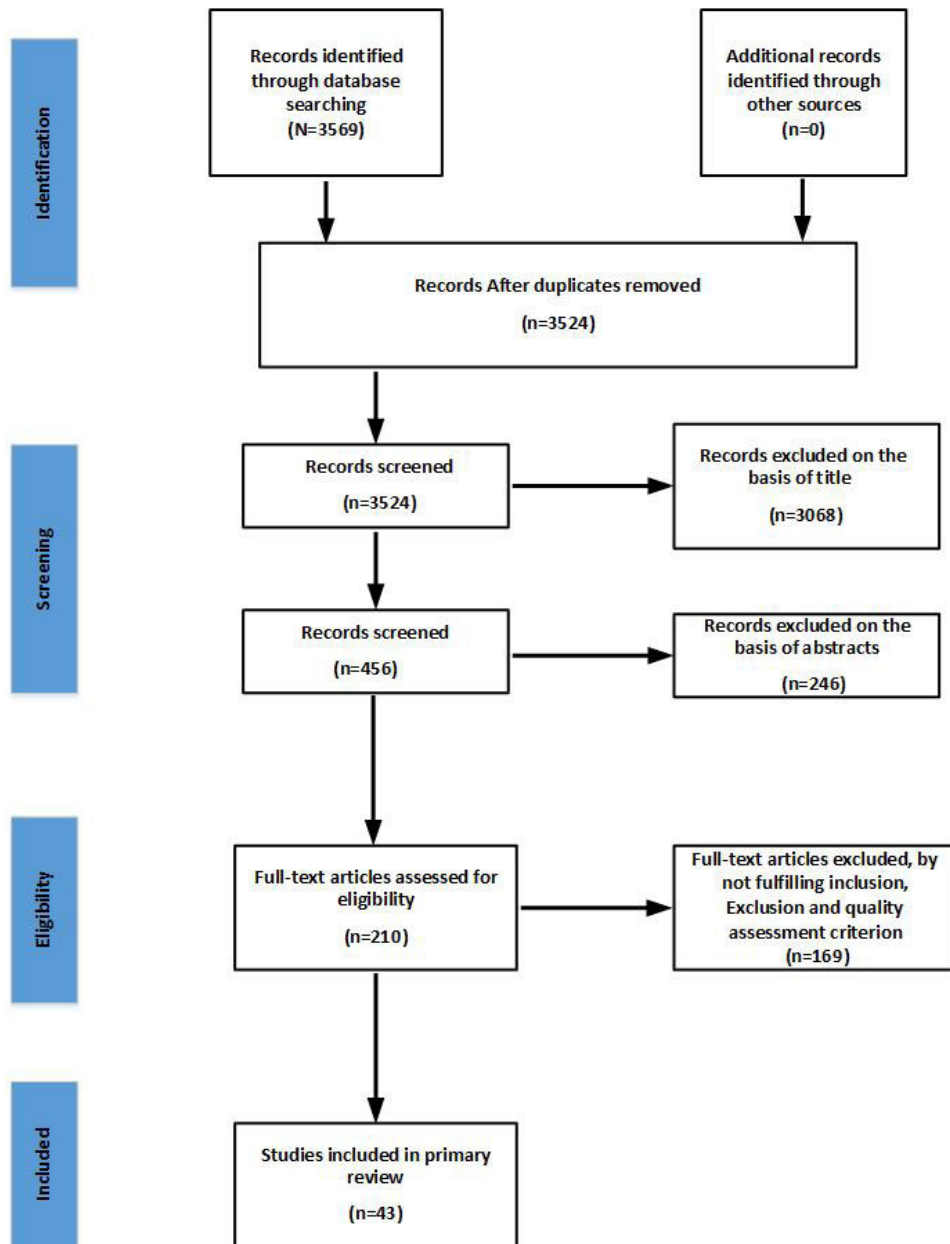 Identification
Records identified
through database
searching
(N=3569)
Additional records
identified through
other sources
(n=0)
Records After duplicates removed
(n=3524)
Screening
Records screened
(n=3524)
Records excluded on the
basis of title
(n=3068)
Records screened
(n=456)
Records excluded on the
basis of abstracts
(n=246)
Eligibility
Full-text articles assessed for
eligibility
(n=210)
Full-text articles excluded, by
not fulfilling inclusion,
Exclusion and quality
assessment criterion
(n=169)
Included
Studies included in primary
review
(n=43)